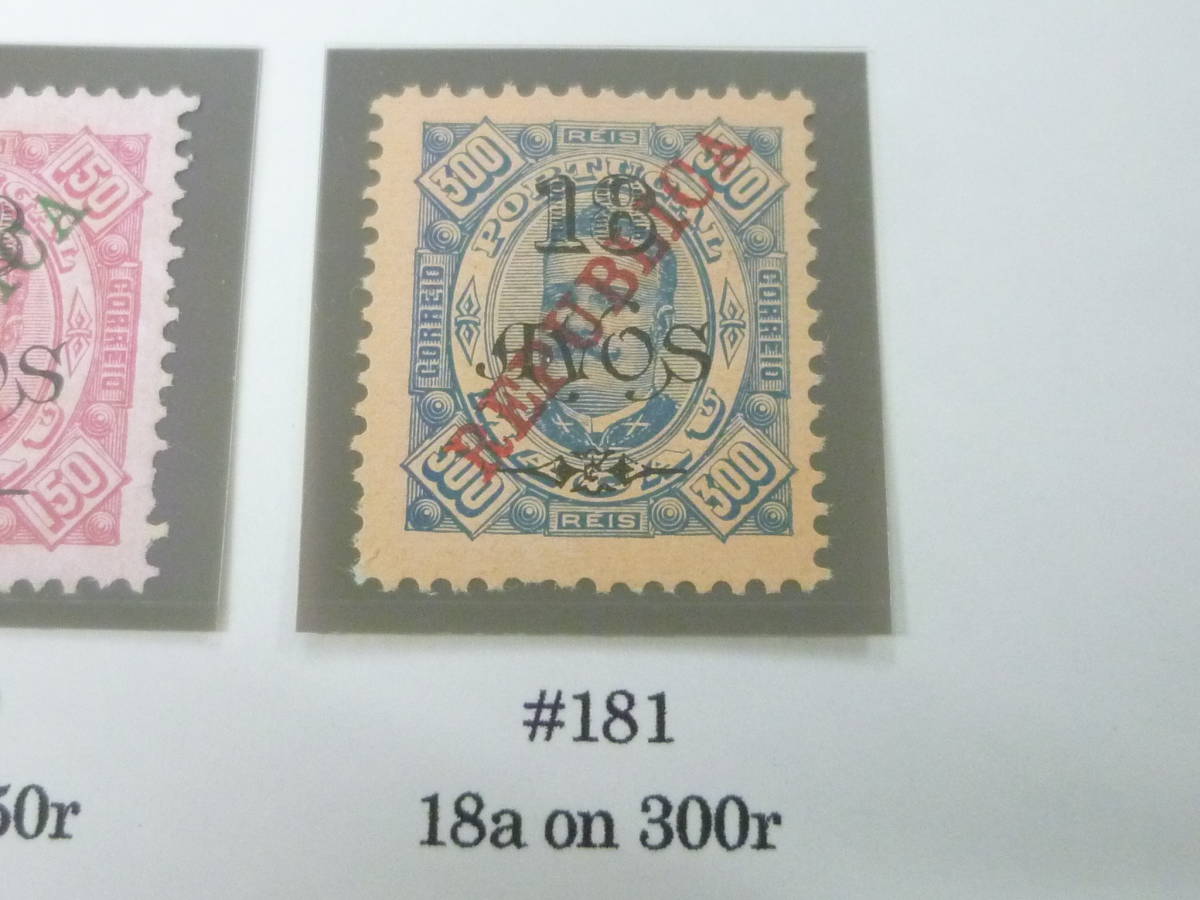 150
150
A
OS
CORREIO
50r
300
REIS
300
PORTUGAL
18
REPUBLICA
CORREIO
CORREIO
Avos
300
300
REIS
#181
18a on 300r